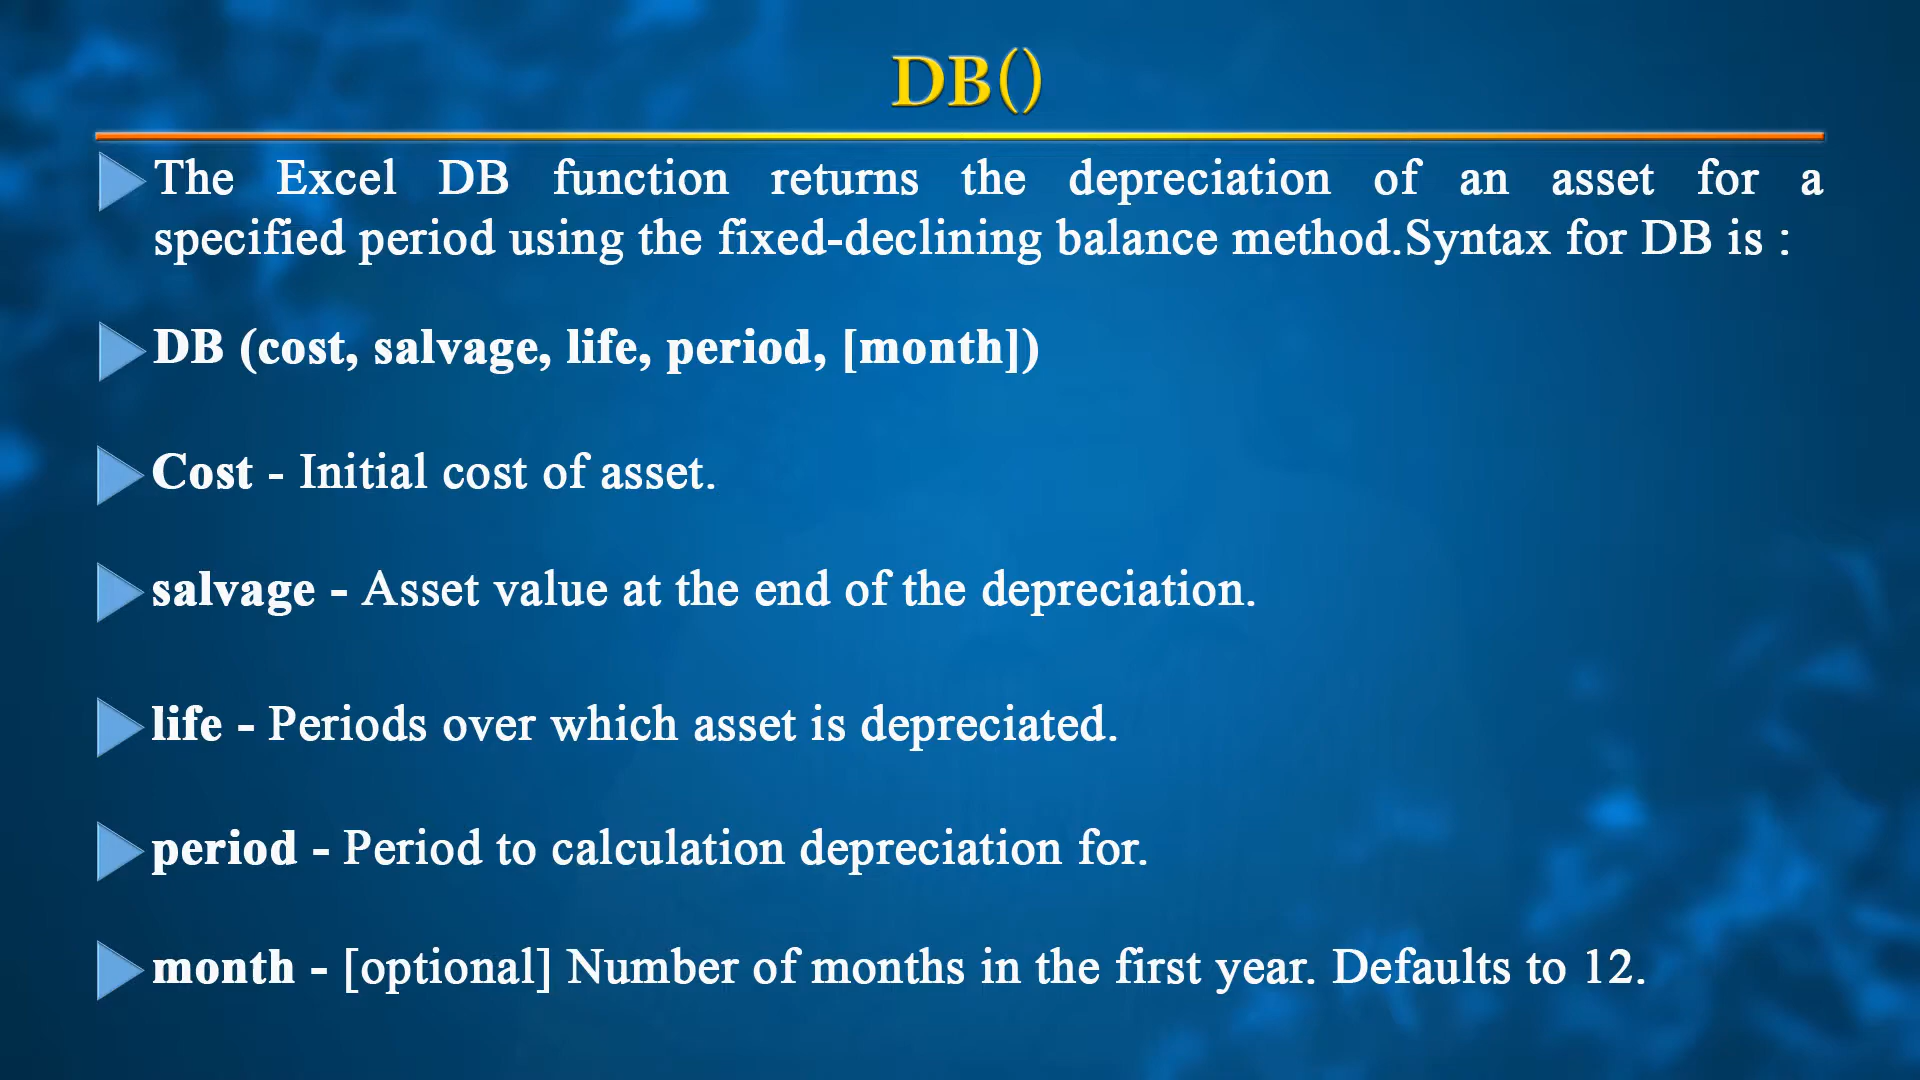 DB()
The Excel DB function returns the depreciation of an asset for a
specified period using the fixed-declining balance method.Syntax for DB is :
DB (cost, salvage, life, period, [month])
Cost - Initial cost of asset.
salvage - Asset value at the end of the depreciation.
life - Periods over which asset is depreciated.
period - Period to calculation depreciation for.
month - [optional] Number of months in the first year. Defaults to 12.